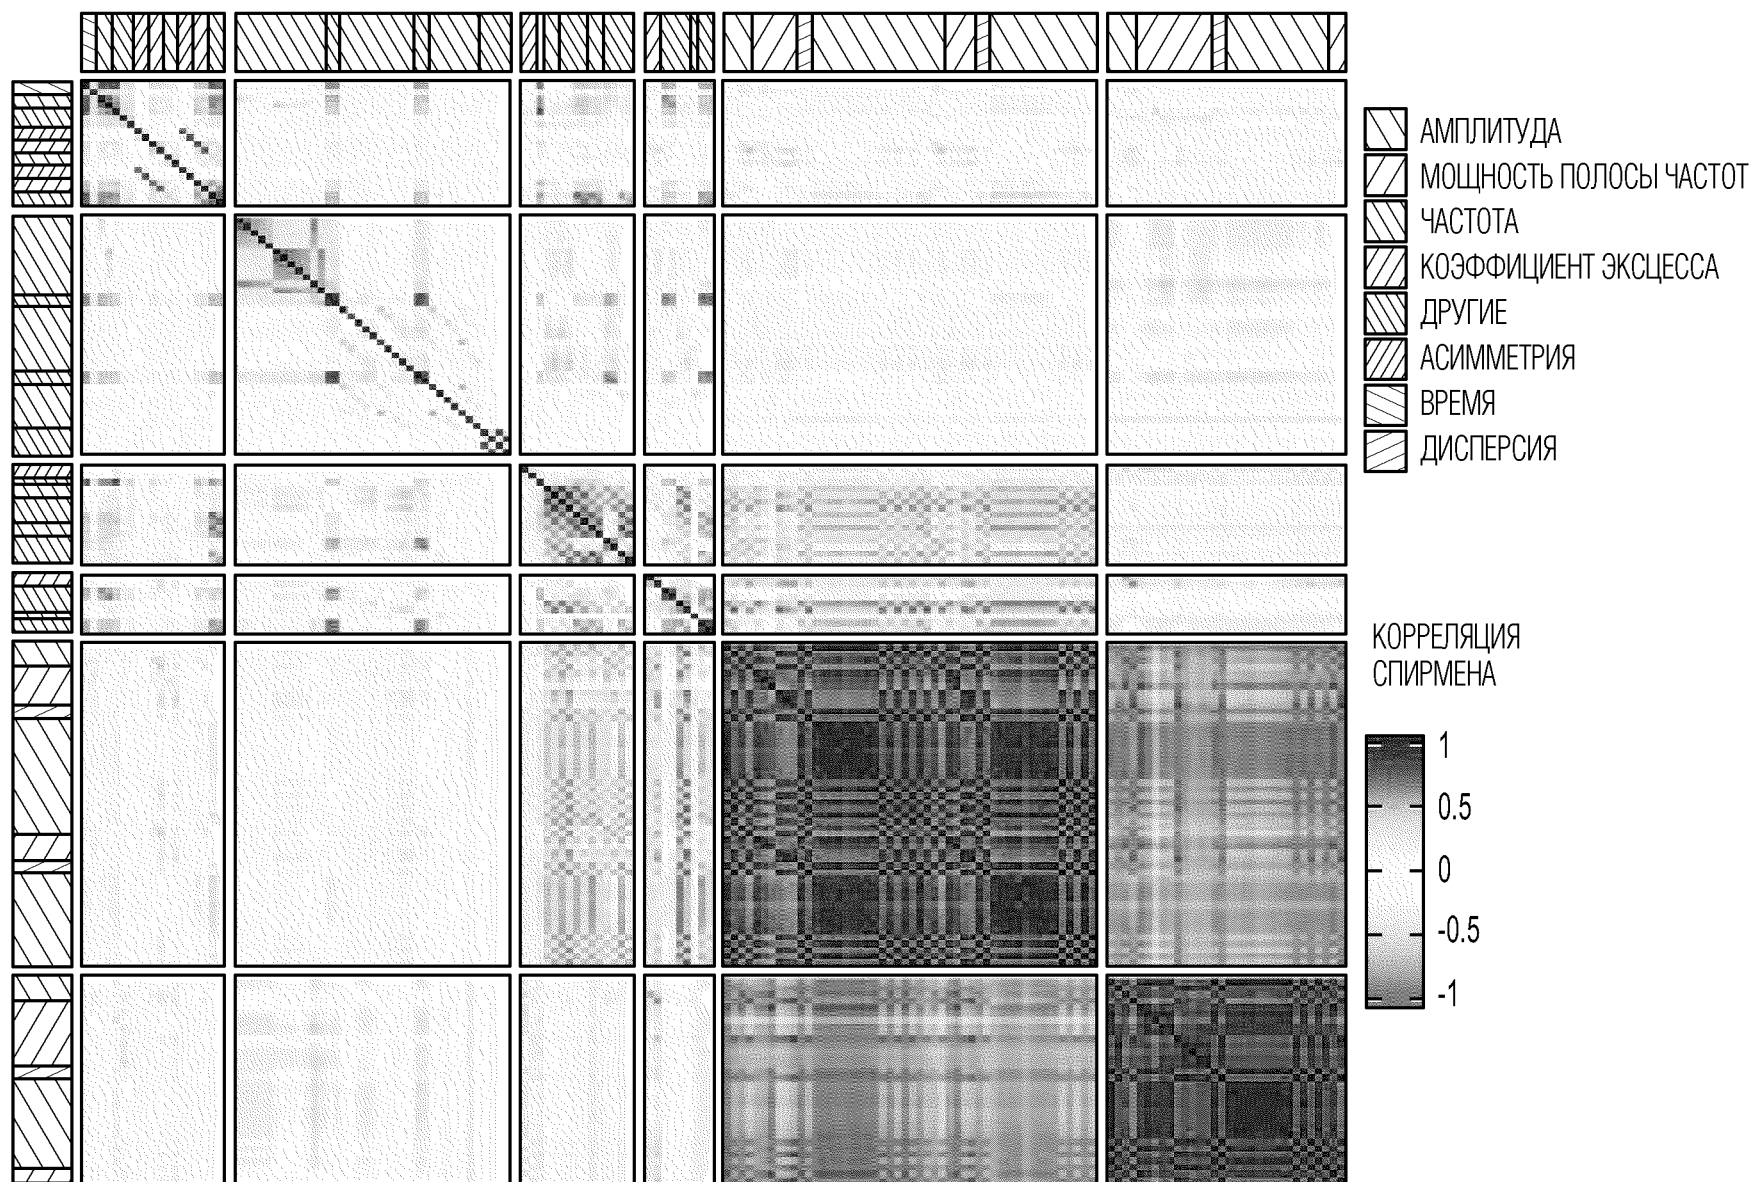 АМПЛИТУДА
МОЩНОСТЬ ПОЛОСЫ ЧАСТОТ
ЧАСТОТА
КОЭФФИЦИЕНТ ЭКСЦЕССА
ДРУГИЕ
АСИММЕТРИЯ
ВРЕМЯ
ДИСПЕРСИЯ
КОРРЕЛЯЦИЯ
СПИРМЕНА
1
0.5
0
-0.5
-1